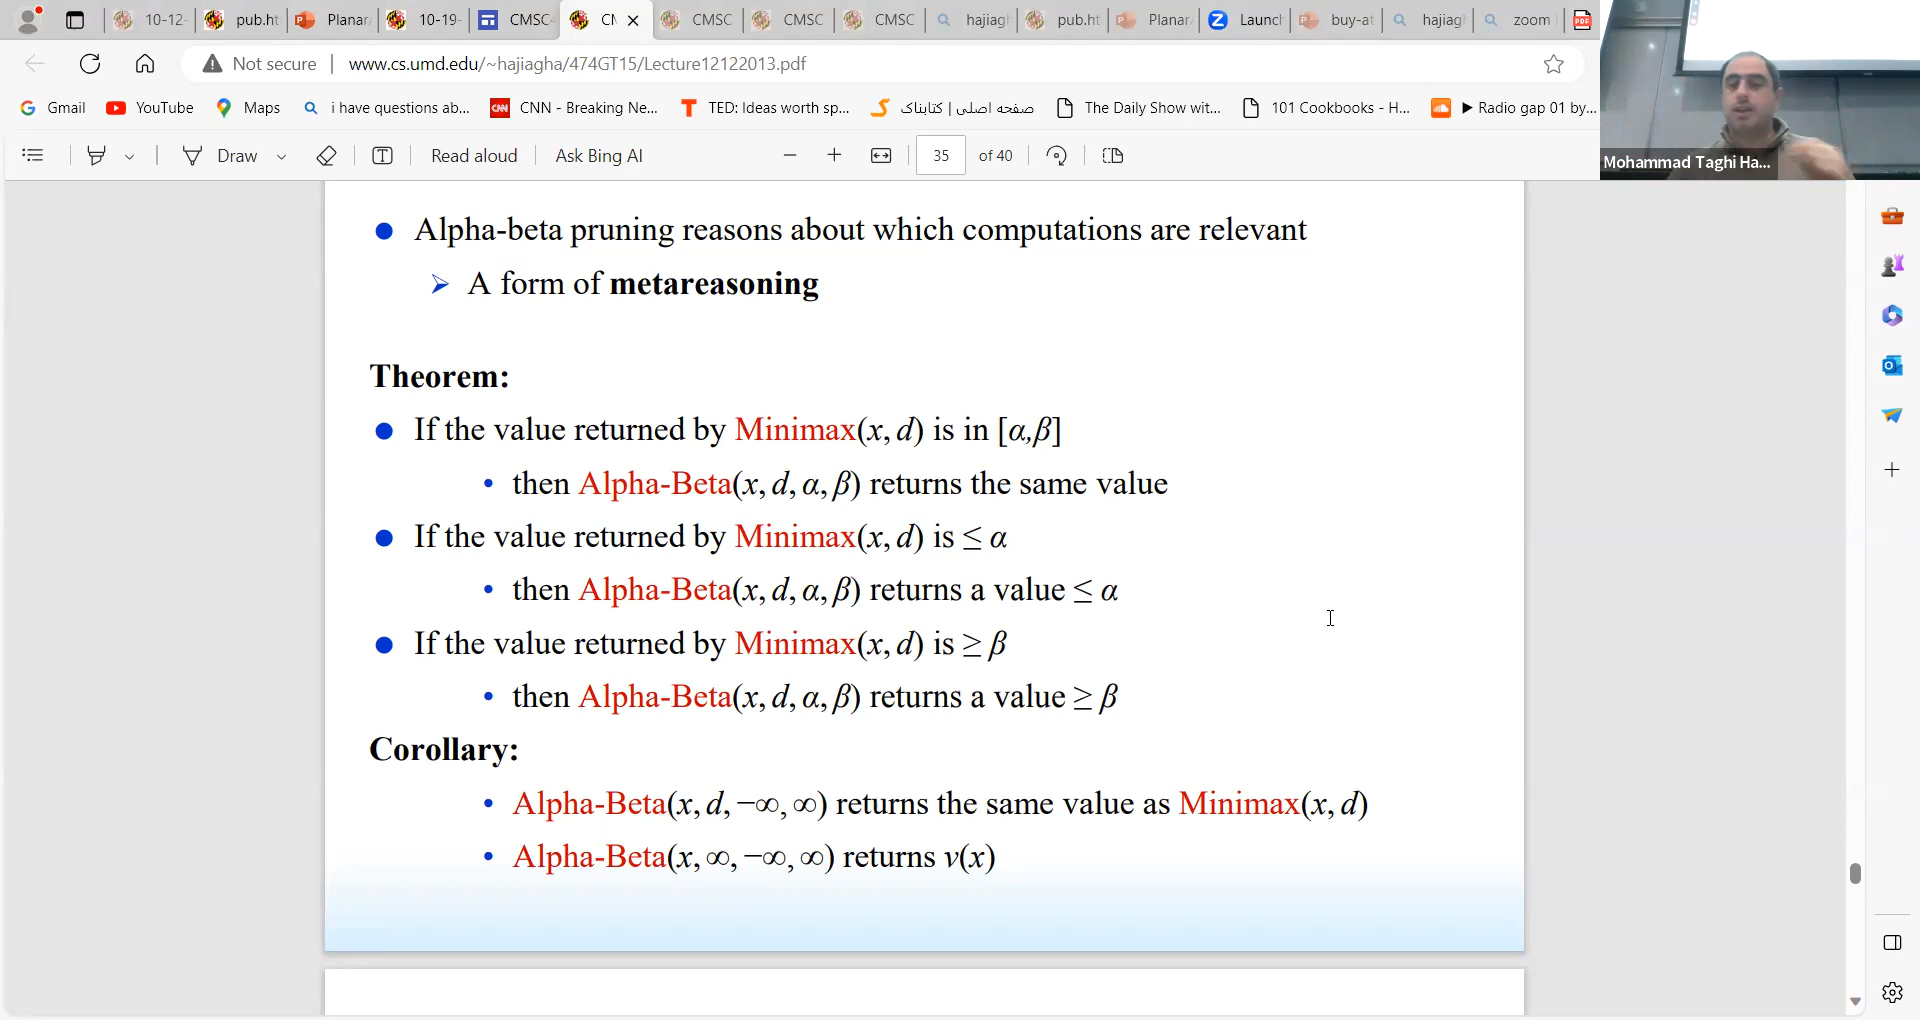 10-12-
pub.ht
Planar
10-19-
CMSC4
CM
CMSC
CMSC
CMSC
hajiagh
pub.ht
Planar
Launch
buy-at
hajiagh
zoom
Not secure
www.cs.umd.edu/~hajiagha/474GT15/Lecture12122013.pdf
Gmail
YouTube
Maps
i have questions ab...
CNN - Breaking Ne...
TED: Ideas worth sp...
صفحه اصلی | کتابناک
The Daily Show wit...
101 Cookbooks - H...
▶ Radio gap 01 by...
Draw
Read aloud
Ask Bing AI
35
of 40
Mohammad Taghi Ha...
● Alpha-beta pruning reasons about which computations are relevant
➢ A form of metareasoning
Theorem:
● If the value returned by Minimax(x, d) is in [α,β]
• then Alpha-Beta(x, d, α, β) returns the same value
● If the value returned by Minimax(x, d) is ≤ α
• then Alpha-Beta(x, d, α, β) returns a value ≤ α
● If the value returned by Minimax(x, d) is ≥ β
• then Alpha-Beta(x, d, α, β) returns a value ≥ β
Corollary:
• Alpha-Beta(x, d, −∞, ∞) returns the same value as Minimax(x, d)
• Alpha-Beta(x, ∞, −∞, ∞) returns v(x)